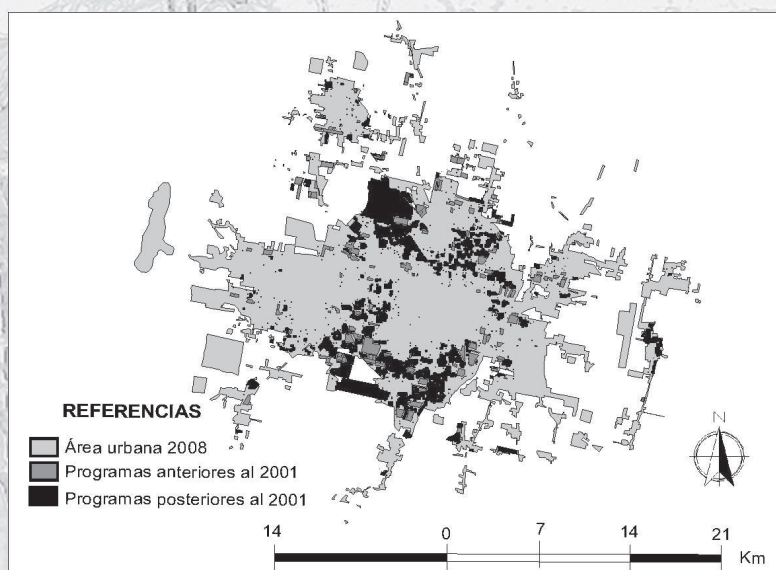 REFERENCIAS
Área urbana 2008
Programas anteriores al 2001
Programas posteriores al 2001
N
14 0 7 14 21 Km